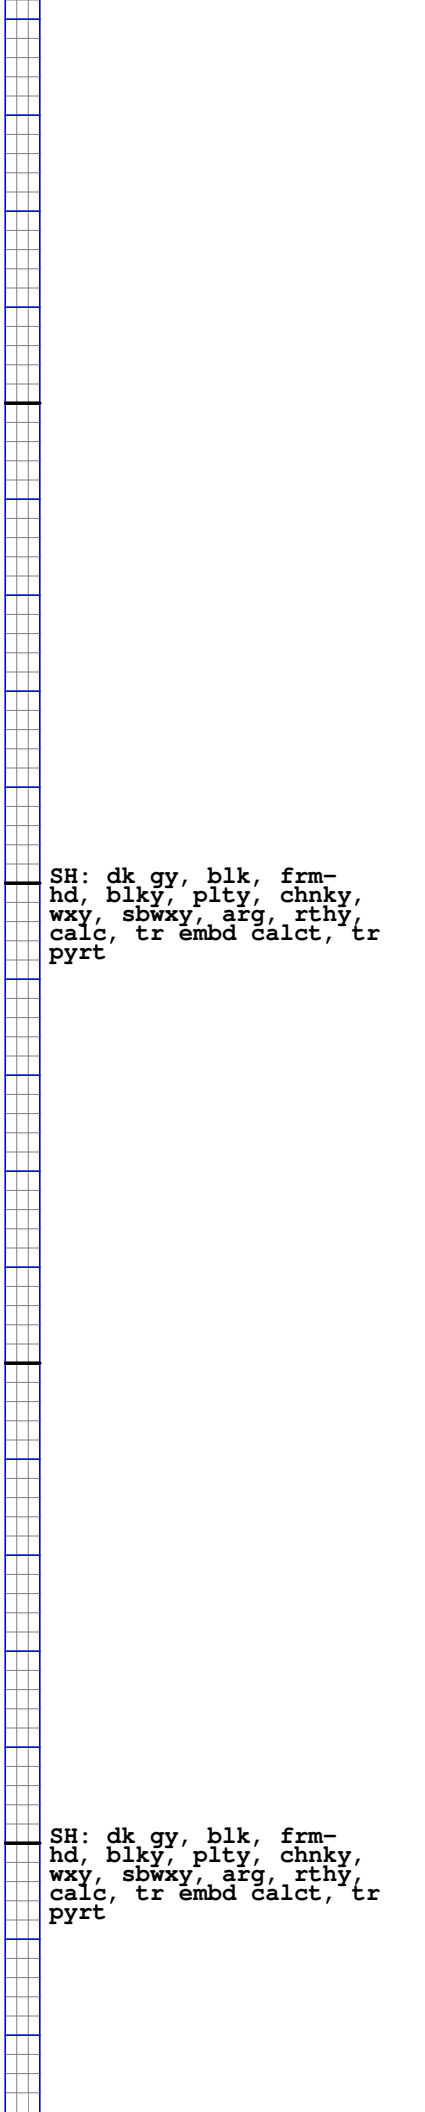 SH: dk gy, blk, frm-
hd, blky, plty, chnky,
wxy, sbwxy, arg, rthy,
calc, tr embd calct, tr
pyrt
SH: dk gy, blk, frm-
hd, blky, plty, chnky,
wxy, sbwxy, arg, rthy,
calc, tr embd calct, tr
pyrt